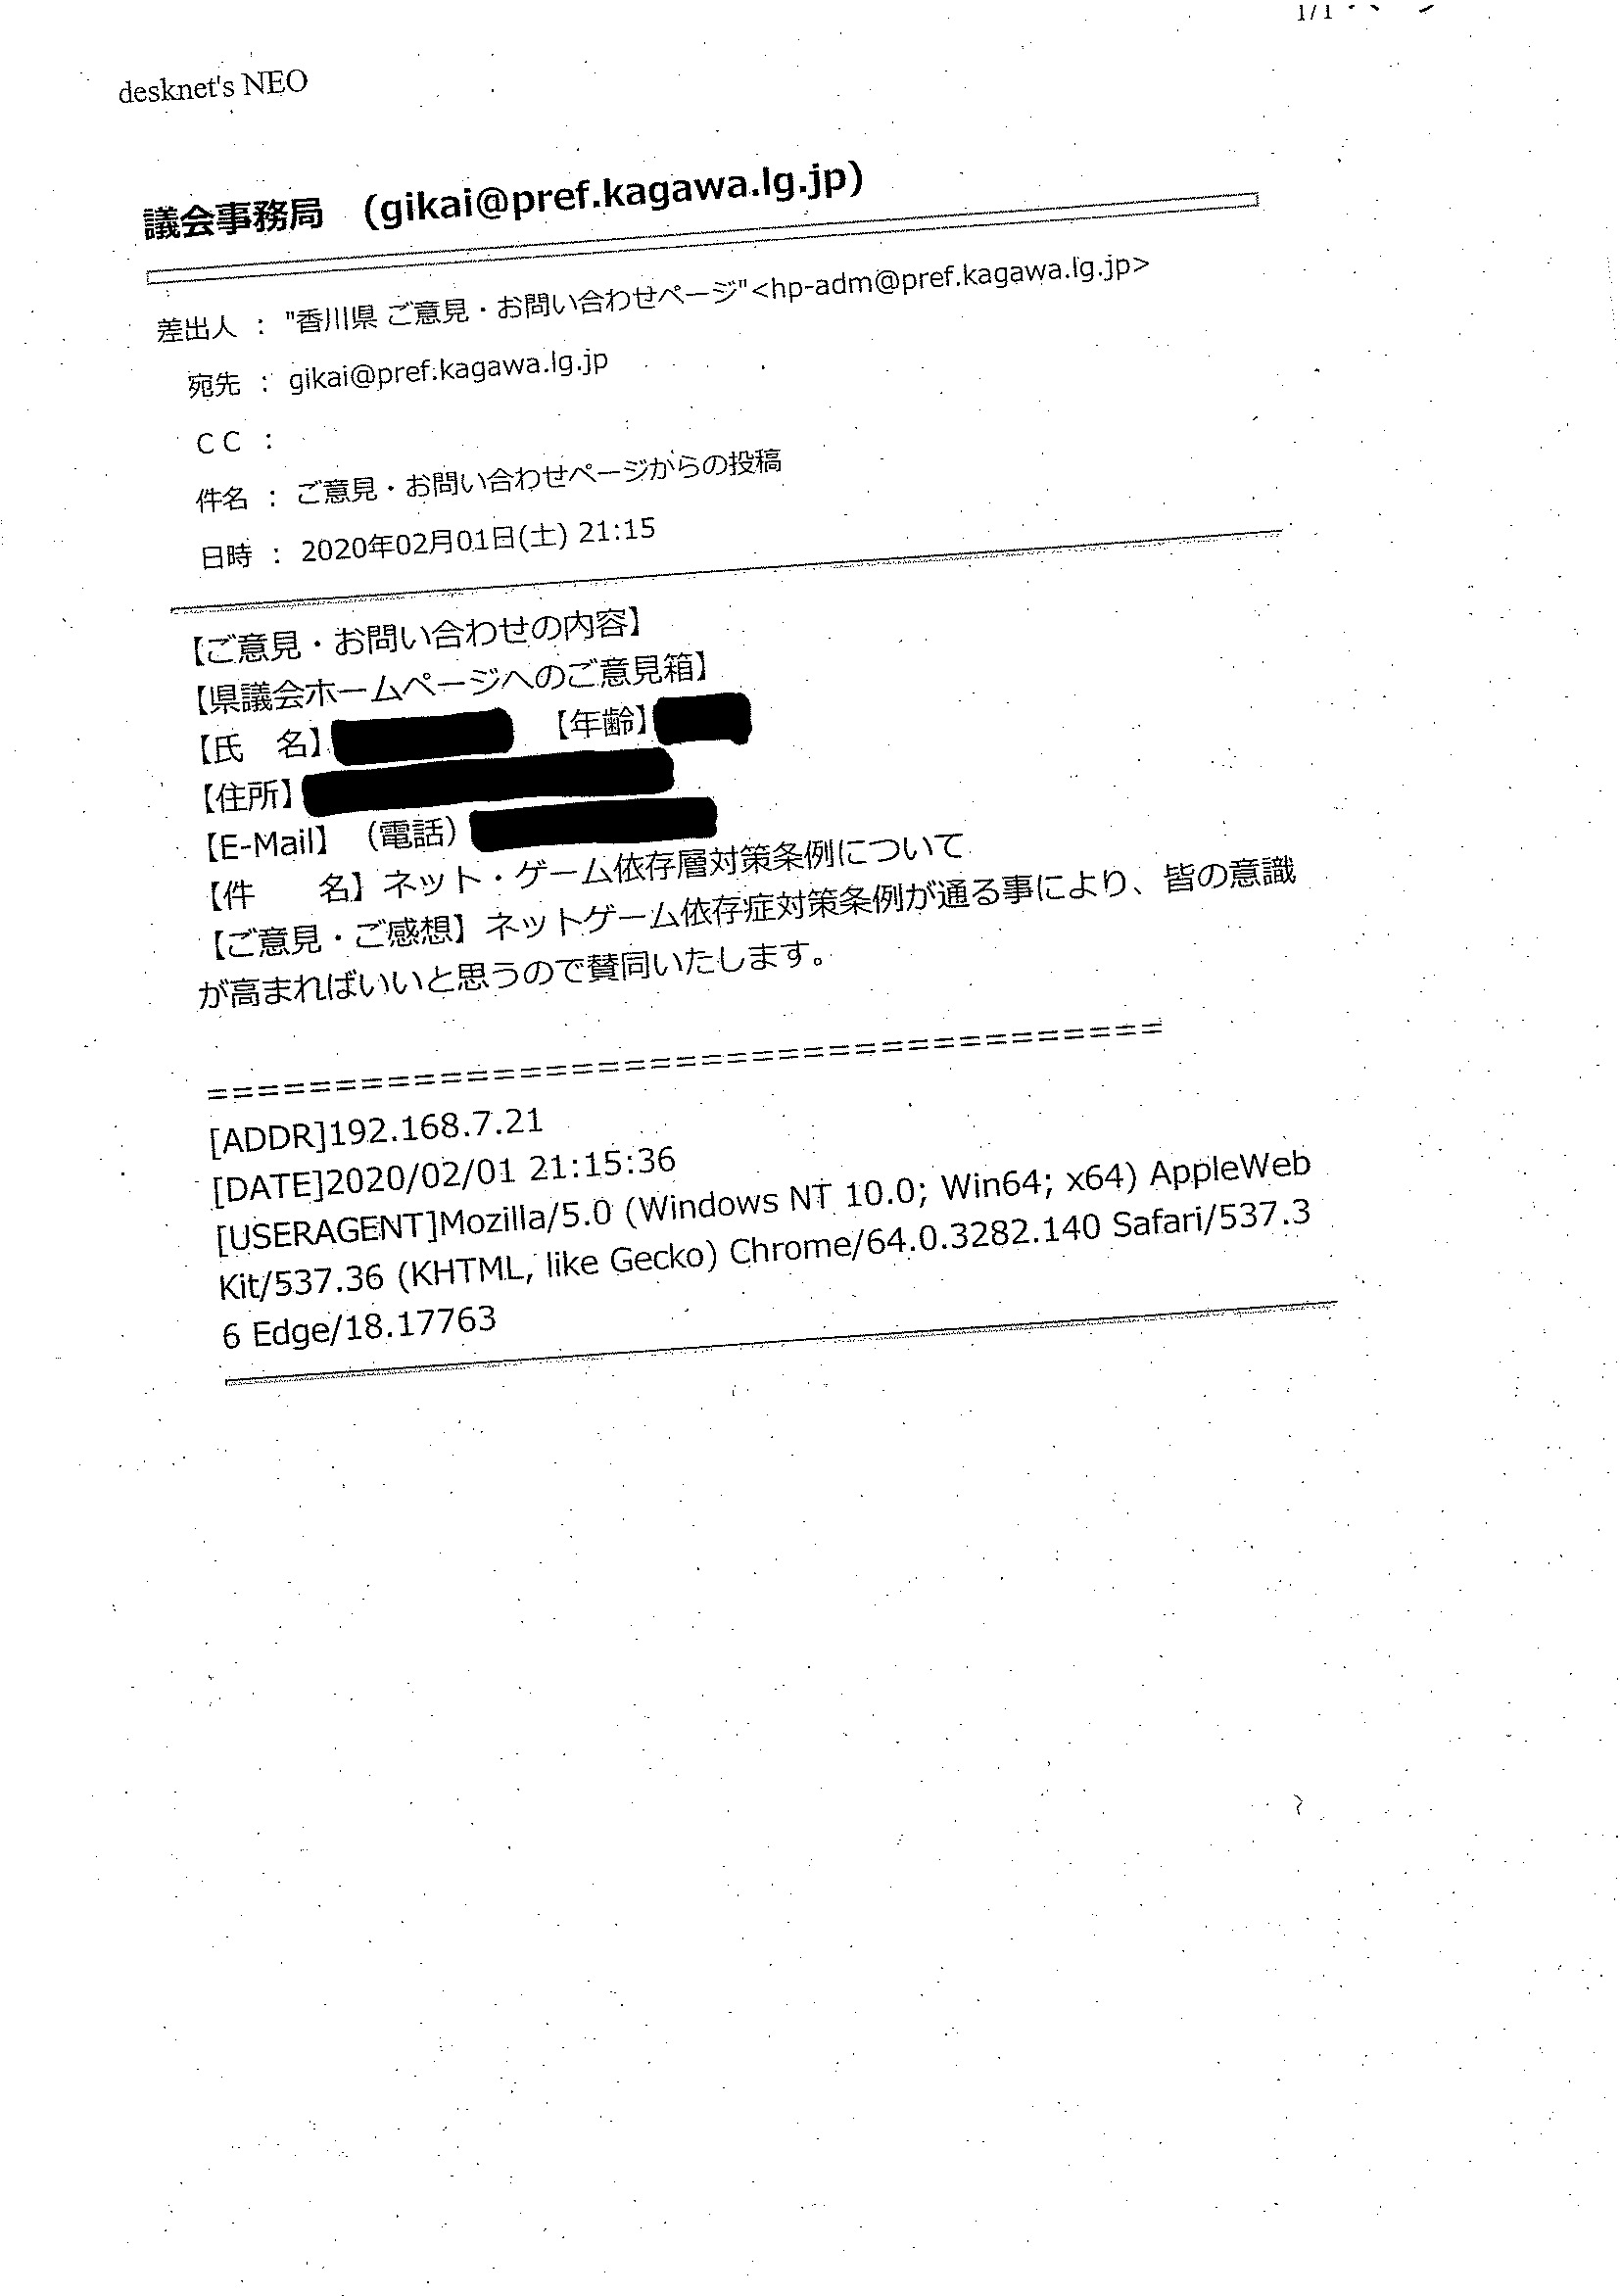 1/1
desknet's NEO
議会事務局 (gikai@pref.kagawa.lg.jp)
差出人 : "香川県 ご意見・お問い合わせページ"<hp-adm@pref.kagawa.lg.jp>
宛先 : gikai@pref.kagawa.lg.jp
CC :
件名 : ご意見・お問い合わせページからの投稿
日時 : 2020年02月01日(土) 21:15
【ご意見・お問い合わせの内容】
【県議会ホームページへのご意見箱】
【氏　名】　【年齢】
【住所】
【E-Mail】（電話）
【件　　名】ネット・ゲーム依存層対策条例について
【ご意見・ご感想】ネットゲーム依存症対策条例が通る事により、皆の意識
が高まればいいと思うので賛同いたします。
=====================================
[ADDR]192.168.7.21
[DATE]2020/02/01 21:15:36
[USERAGENT]Mozilla/5.0 (Windows NT 10.0; Win64; x64) AppleWeb
Kit/537.36 (KHTML, like Gecko) Chrome/64.0.3282.140 Safari/537.3
6 Edge/18.17763